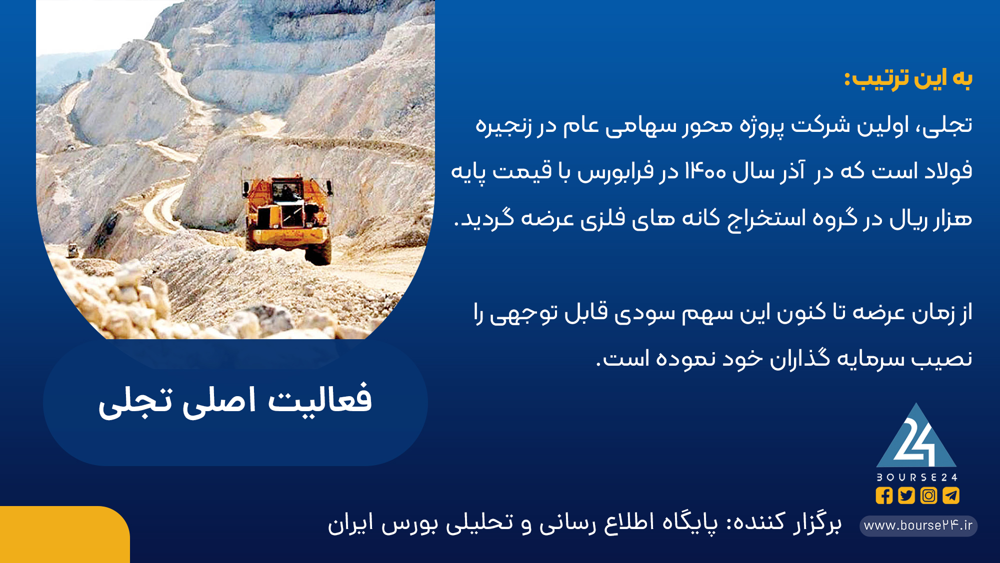 به این ترتیب:
تجلی، اولین شرکت پروژه محور سهامی عام در زنجیره
فولاد است که در آذر سال ۱۴۰۰ در فرابورس با قیمت پایه
هزار ریال در گروه استخراج کانه های فلزی عرضه گردید.
از زمان عرضه تا کنون این سهم سودی قابل توجهی را
نصیب سرمایه گذاران خود نموده است.
فعالیت اصلی تجلی
24
BOURSE24
برگزار کننده: پایگاه اطلاع رسانی و تحلیلی بورس ایران
www.bourse۲۴.ir